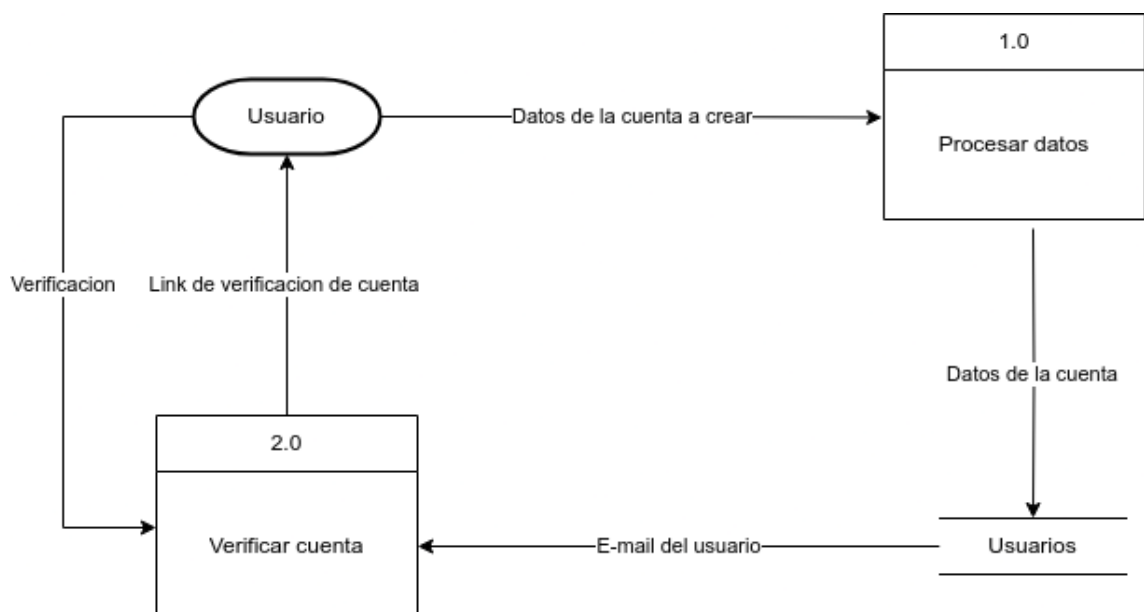 1.0
Usuario
Datos de la cuenta a crear
Procesar datos
Verificacion
Link de verificacion de cuenta
Datos de la cuenta
2.0
Verificar cuenta
E-mail del usuario
Usuarios